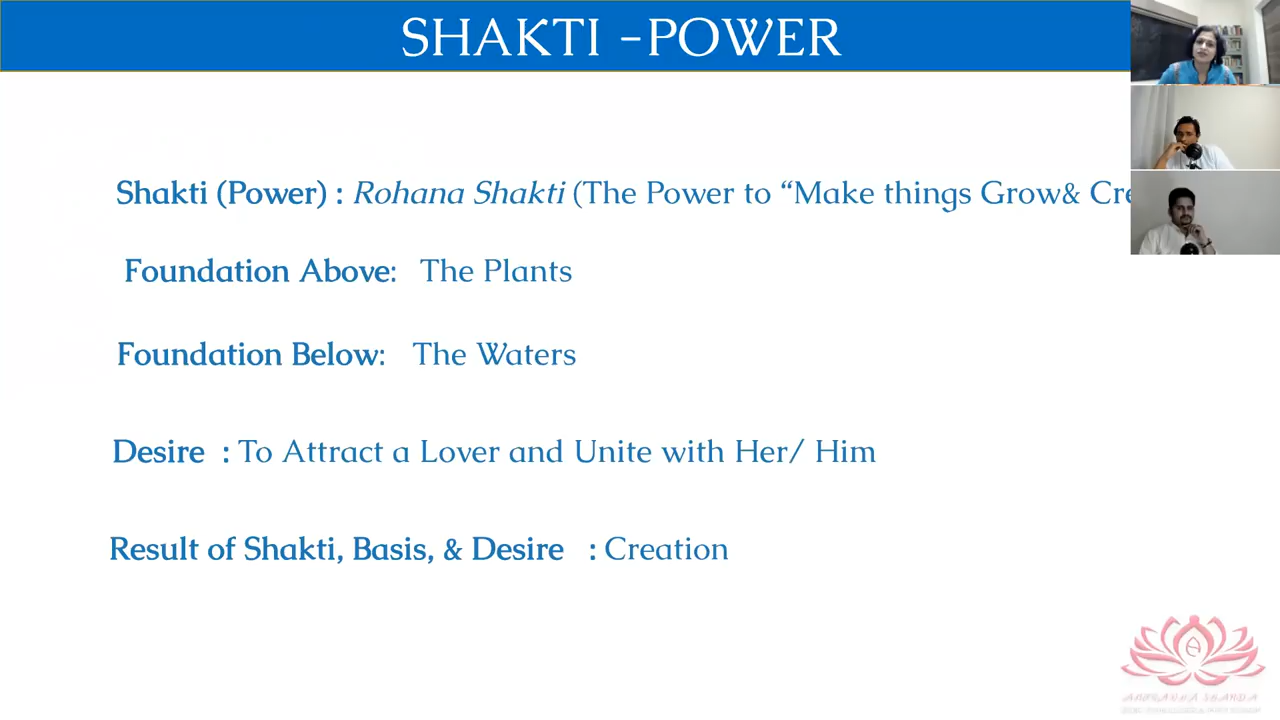 SHAKTI -POWER
Shakti (Power) : Rohana Shakti (The Power to “Make things Grow& Cre
Foundation Above: The Plants
Foundation Below: The Waters
Desire : To Attract a Lover and Unite with Her/ Him
Result of Shakti, Basis, & Desire : Creation